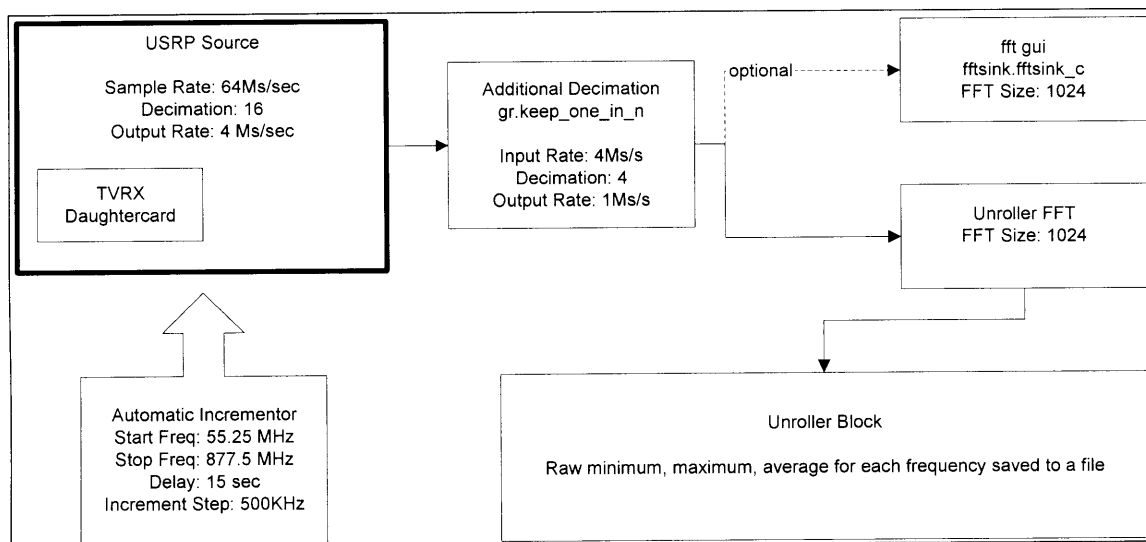 USRP Source
Sample Rate: 64Ms/sec
Decimation: 16
Output Rate: 4 Ms/sec
TVRX
Daughtercard
Additional Decimation
gr.keep_one_in_n
Input Rate: 4Ms/s
Decimation: 4
Output Rate: 1Ms/s
optional
fft gui
fftsink.fftsink_c
FFT Size: 1024
Unroller FFT
FFT Size: 1024
Automatic Incrementor
Start Freq: 55.25 MHz
Stop Freq: 877.5 MHz
Delay: 15 sec
Increment Step: 500KHz
Unroller Block
Raw minimum, maximum, average for each frequency saved to a file